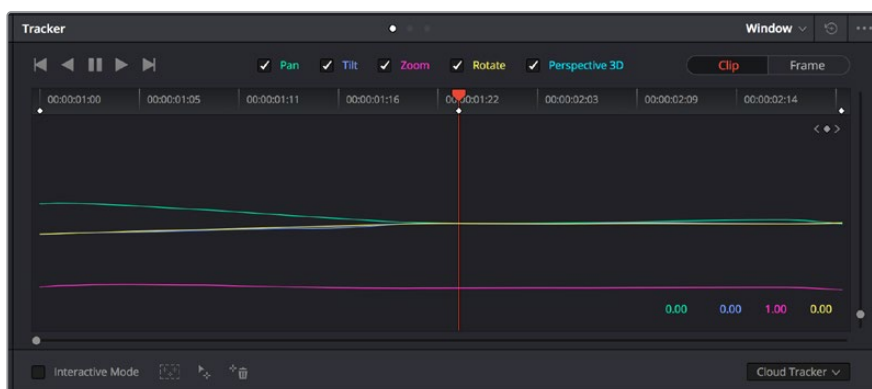 Tracker Window
Pan Tilt Zoom Rotate Perspective 3D Clip Frame
00:00:01:00 00:00:01:05 00:00:01:11 00:00:01:16 00:00:01:22 00:00:02:03 00:00:02:09 00:00:02:14
0.00 0.00 1.00 0.00
Interactive Mode Cloud Tracker